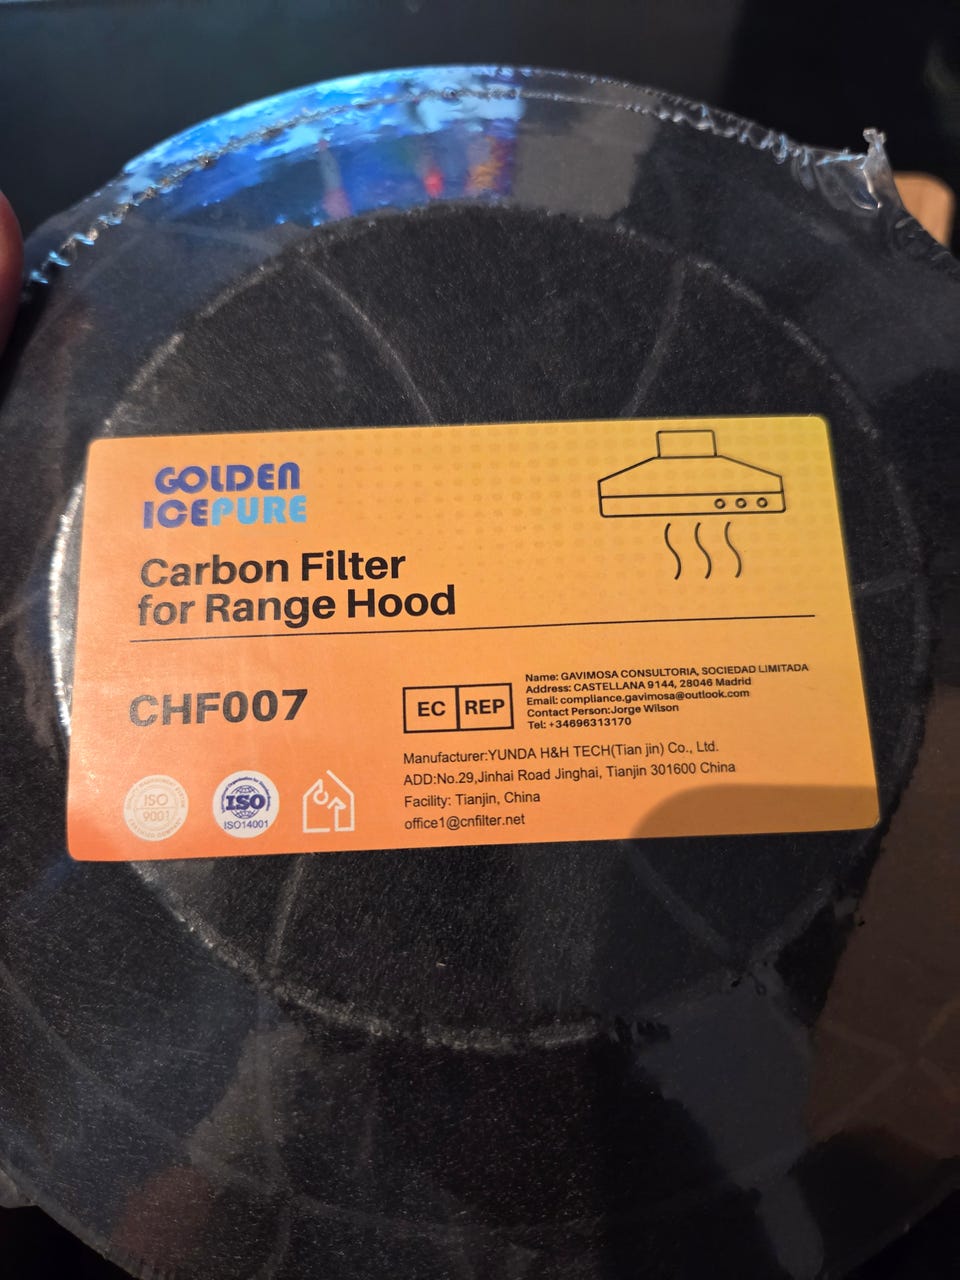 GOLDEN
ICEPURE
Carbon Filter
for Range Hood
CHF007
EC REP
Name: GAVIMOSA CONSULTORIA, SOCIEDAD LIMITADA
Address: CASTELLANA 9144, 28046 Madrid
Email: compliance.gavimosa@outlook.com
Contact Person:Jorge Wilson
Tel: +34696313170
Manufacturer:YUNDA H&H TECH(Tian jin) Co., Ltd.
ADD:No.29,Jinhai Road Jinghai, Tianjin 301600 China
Facility: Tianjin, China
office1@cnfilter.net
ISO
9001
ISO
ISO14001